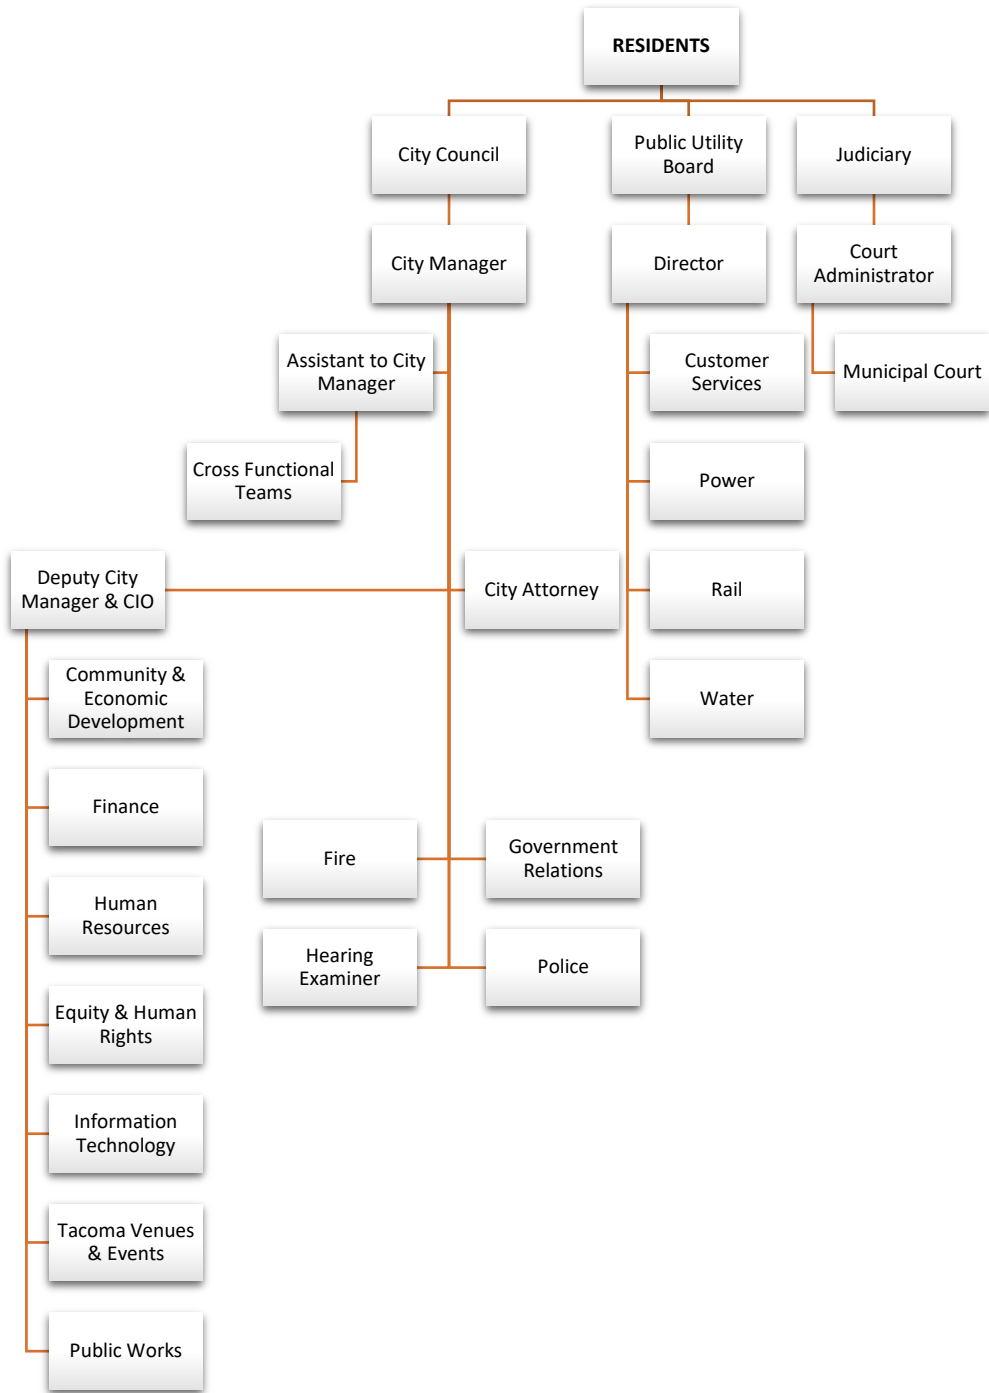 RESIDENTS
City Council
Public Utility
Board
Judiciary
City Manager
Director
Court
Administrator
Assistant to City
Manager
Customer
Services
Municipal Court
Cross Functional
Teams
Power
Deputy City
Manager & CIO
City Attorney
Rail
Community &
Economic
Development
Water
Finance
Fire
Government
Relations
Human
Resources
Hearing
Examiner
Police
Equity & Human
Rights
Information
Technology
Tacoma Venues
& Events
Public Works